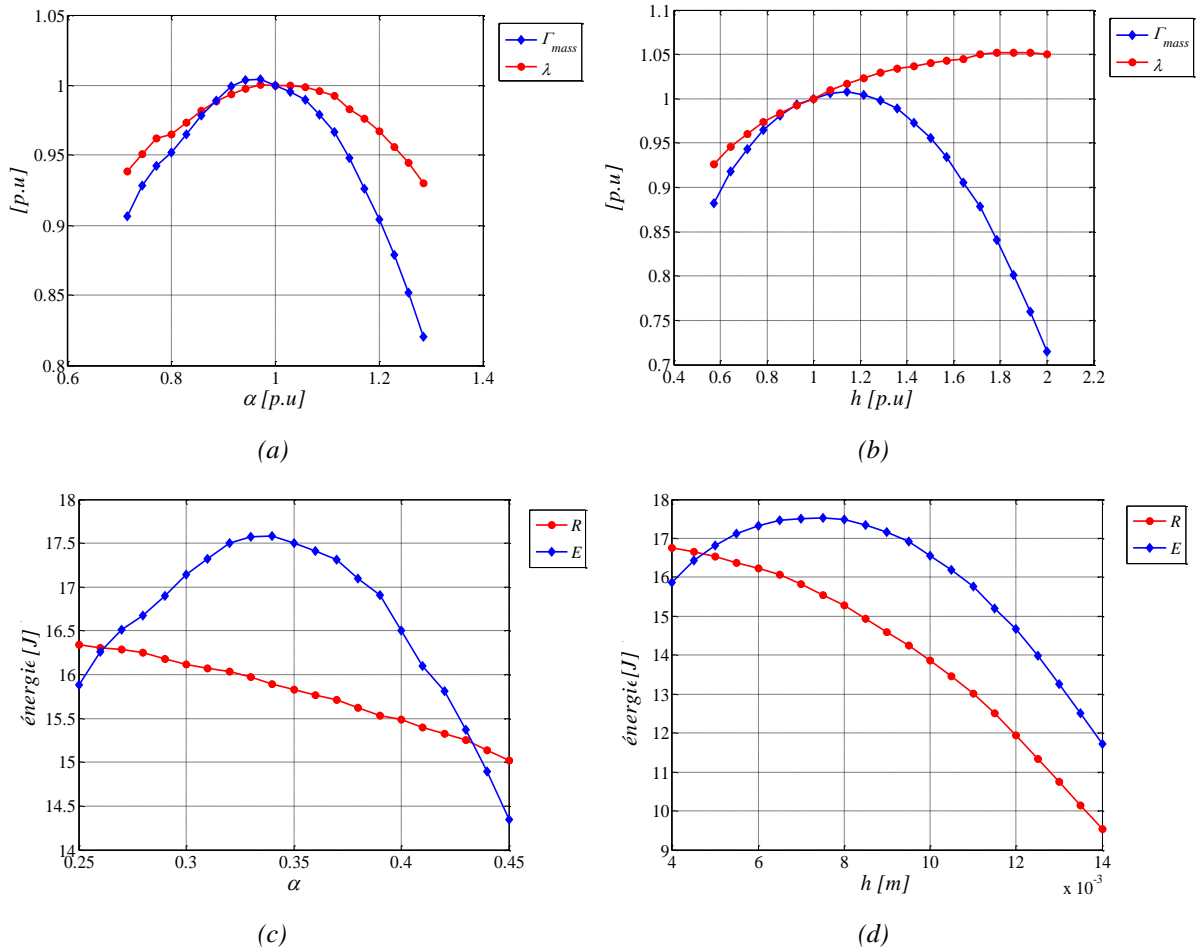 1.05
1
0.95
0.9
0.85
0.8
[p.u]
0.6
0.8
1
1.2
1.4
α [p.u]
Γmass
λ
(a)
1.1
1.05
1
0.95
0.9
0.85
0.8
0.75
0.7
[p.u]
0.4
0.6
0.8
1
1.2
1.4
1.6
1.8
2
2.2
h [p.u]
Γmass
λ
(b)
18
17.5
17
16.5
16
15.5
15
14.5
14
énergie [J]
0.25
0.3
0.35
0.4
0.45
α
R
E
(c)
18
17
16
15
14
13
12
11
10
9
énergie [J]
4
6
8
10
12
14
x 10-3
h [m]
R
E
(d)